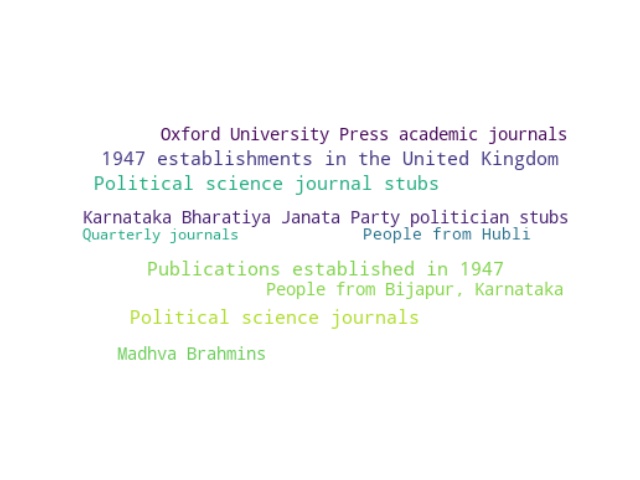 Oxford University Press academic journals
1947 establishments in the United Kingdom
Political science journal stubs
Karnataka Bharatiya Janata Party politician stubs
Quarterly journals
People from Hubli
Publications established in 1947
People from Bijapur, Karnataka
Political science journals
Madhva Brahmins